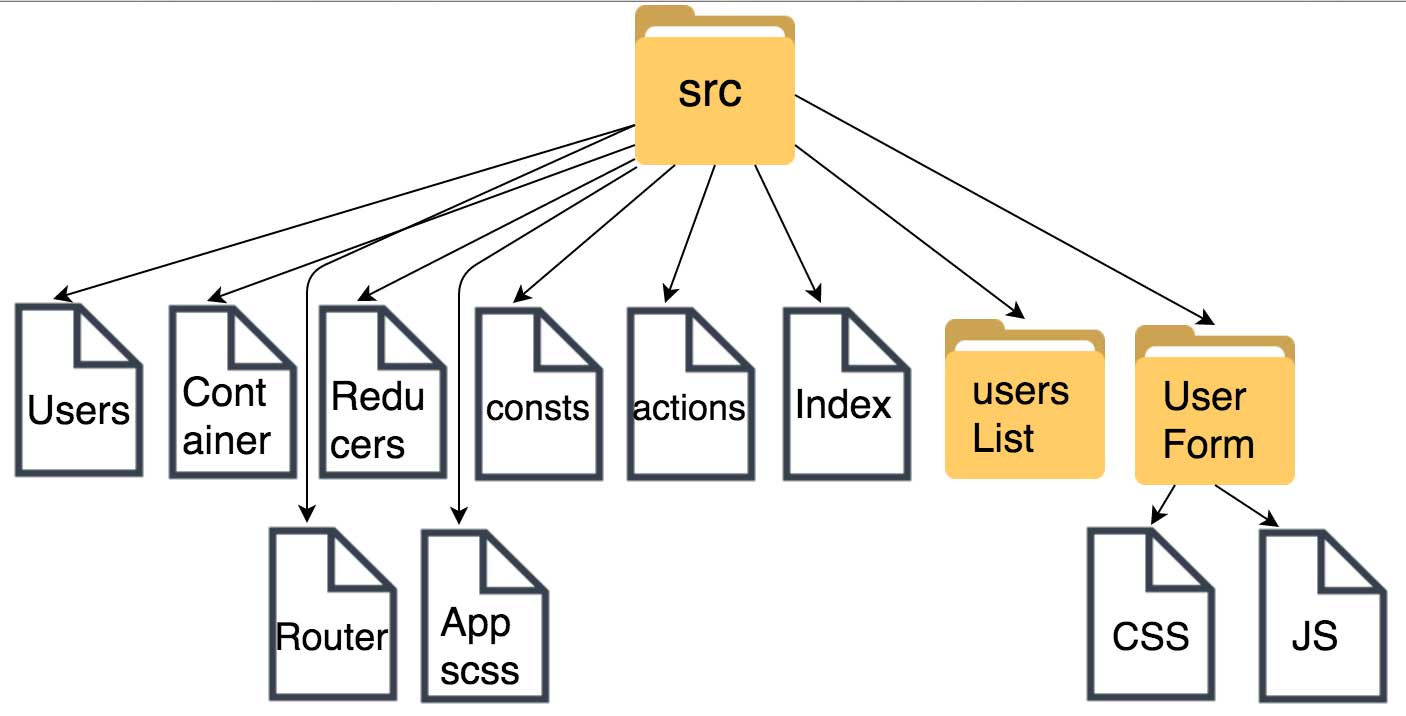 src
Users
Cont
ainer
Redu
cers
consts
actions
Index
users
List
User
Form
Router
App
scss
CSS
JS